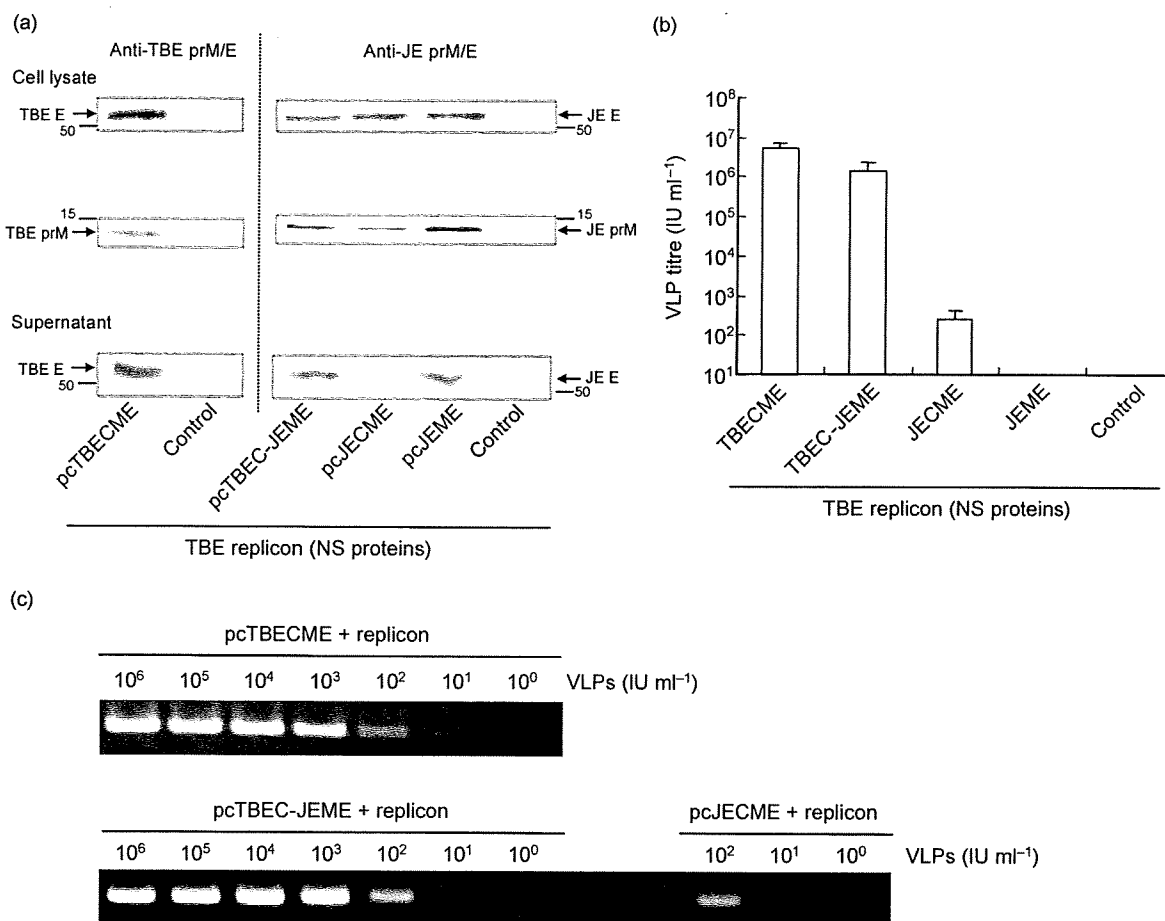 (a)
Anti-TBE prM/E
Anti-JE prM/E
Cell lysate
TBE E
50
JE E
50
15
TBE prM
15
JE prM
Supernatant
TBE E
50
JE E
50
pcTBECME
Control
pcTBEC-JEME
pcJECME
pcJEME
Control
TBE replicon (NS proteins)
(b)
VLP titre (IU ml⁻¹)
10⁸
10⁷
10⁶
10⁵
10⁴
10³
10²
10¹
TBECME
TBEC-JEME
JECME
JEME
Control
TBE replicon (NS proteins)
(c)
pcTBECME + replicon
10⁶ 10⁵ 10⁴ 10³ 10² 10¹ 10⁰ VLPs (IU ml⁻¹)
pcTBEC-JEME + replicon pcJECME + replicon
10⁶ 10⁵ 10⁴ 10³ 10² 10¹ 10⁰ 10² 10¹ 10⁰ VLPs (IU ml⁻¹)